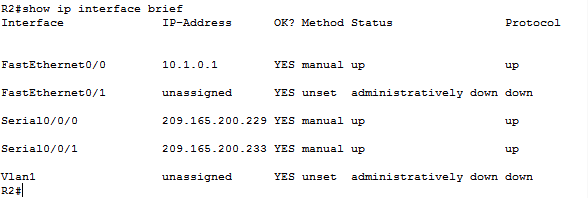 R2#show ip interface brief
Interface IP-Address OK? Method Status Protocol
FastEthernet0/0 10.1.0.1 YES manual up up
FastEthernet0/1 unassigned YES unset administratively down down
Serial0/0/0 209.165.200.229 YES manual up up
Serial0/0/1 209.165.200.233 YES manual up up
Vlan1 unassigned YES unset administratively down down
R2#